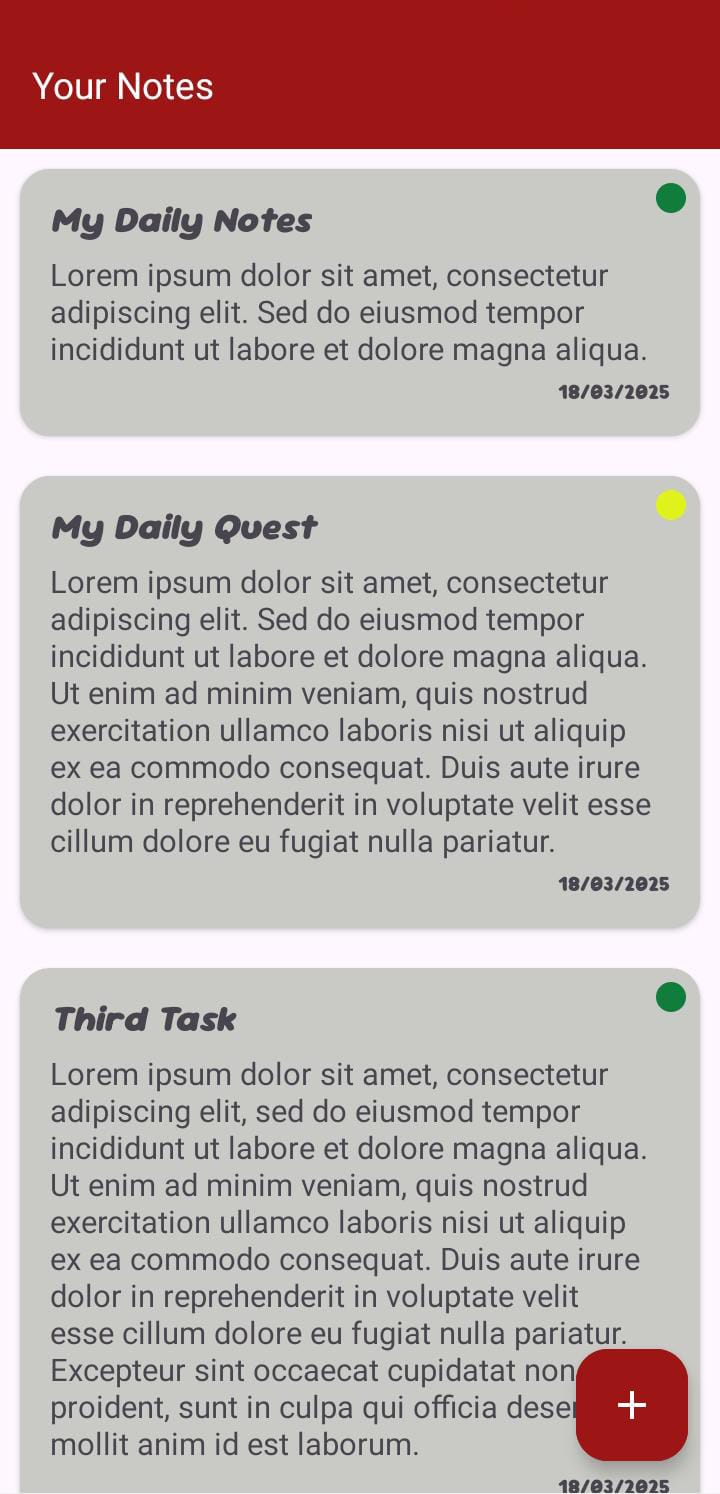 Your Notes
My Daily Notes
Lorem ipsum dolor sit amet, consectetur
adipiscing elit. Sed do eiusmod tempor
incididunt ut labore et dolore magna aliqua.
18/03/2025
My Daily Quest
Lorem ipsum dolor sit amet, consectetur
adipiscing elit. Sed do eiusmod tempor
incididunt ut labore et dolore magna aliqua.
Ut enim ad minim veniam, quis nostrud
exercitation ullamco laboris nisi ut aliquip
ex ea commodo consequat. Duis aute irure
dolor in reprehenderit in voluptate velit esse
cillum dolore eu fugiat nulla pariatur.
18/03/2025
Third Task
Lorem ipsum dolor sit amet, consectetur
adipiscing elit, sed do eiusmod tempor
incididunt ut labore et dolore magna aliqua.
Ut enim ad minim veniam, quis nostrud
exercitation ullamco laboris nisi ut aliquip
ex ea commodo consequat. Duis aute irure
dolor in reprehenderit in voluptate velit
esse cillum dolore eu fugiat nulla pariatur.
Excepteur sint occaecat cupidatat non
proident, sunt in culpa qui officia
mollit anim id est laborum.
18/03/2025